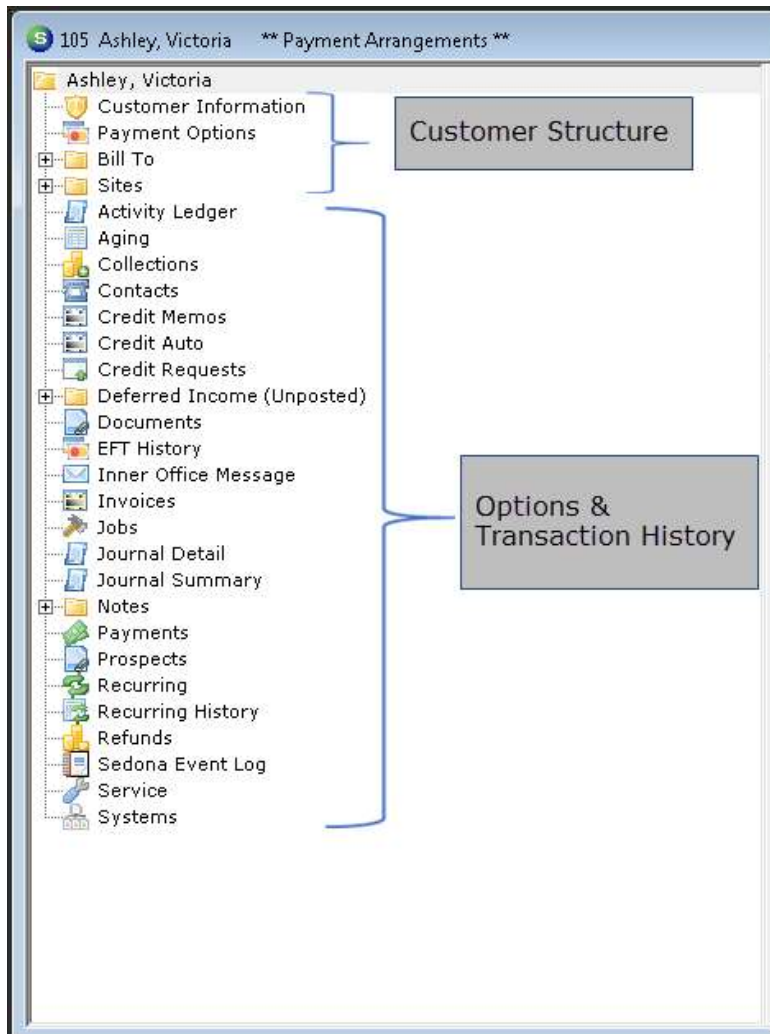 S 105 Ashley, Victoria ** Payment Arrangements **
Ashley, Victoria
Customer Information
Payment Options
Bill To
Sites
Customer Structure
Activity Ledger
Aging
Collections
Contacts
Credit Memos
Credit Auto
Credit Requests
Deferred Income (Unposted)
Documents
EFT History
Inner Office Message
Invoices
Jobs
Journal Detail
Journal Summary
Notes
Payments
Prospects
Recurring
Recurring History
Refunds
Sedona Event Log
Service
Systems
Options &
Transaction History